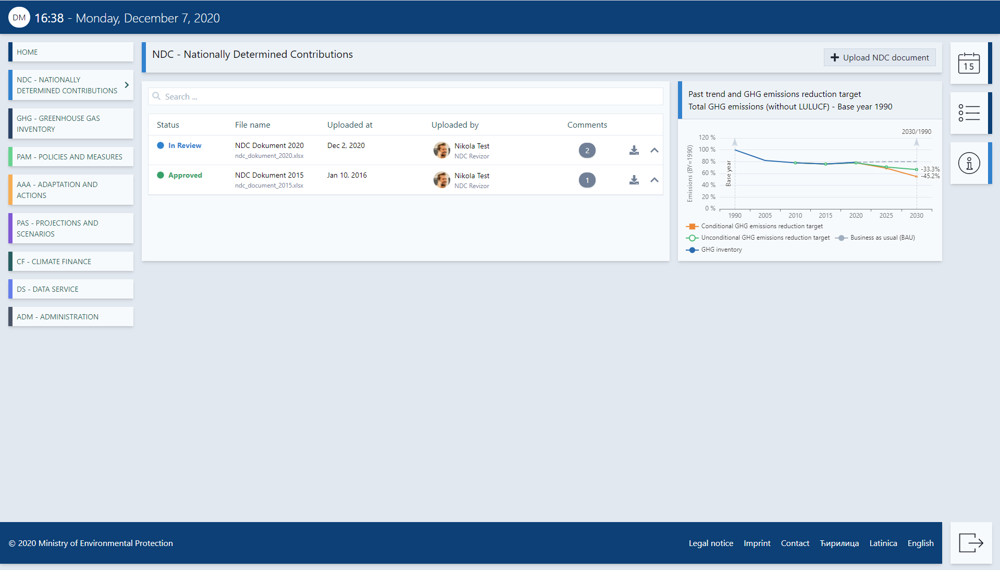 DM 16:38 - Monday, December 7, 2020
HOME
NDC - NATIONALLY
DETERMINED CONTRIBUTIONS
GHG - GREENHOUSE GAS
INVENTORY
PAM - POLICIES AND MEASURES
AAA - ADAPTATION AND
ACTIONS
PAS - PROJECTIONS AND
SCENARIOS
CF - CLIMATE FINANCE
DS - DATA SERVICE
ADM - ADMINISTRATION
NDC - Nationally Determined Contributions
Upload NDC document
Search ...
Status File name Uploaded at Uploaded by Comments
In Review NDC Dokument 2020 Dec 2, 2020 Nikola Test 2
ndc_dokument_2020.xlsx NDC Revizor
Approved NDC Dokument 2015 Jan 10, 2016 Nikola Test 1
ndc_document_2015.xlsx NDC Revizor
Past trend and GHG emissions reduction target
Total GHG emissions (without LULUCF) - Base year 1990
2030/1990
Emissions (BY=1990)
120 %
100 %
80 %
60 %
40 %
20 %
0 %
Base year
-33.3%
-45.2%
1990 2005 2010 2015 2020 2025 2030
Conditional GHG emissions reduction target
Unconditional GHG emissions reduction target Business as usual (BAU)
GHG inventory
15
© 2020 Ministry of Environmental Protection
Legal notice Imprint Contact Ћирилица Latinica English